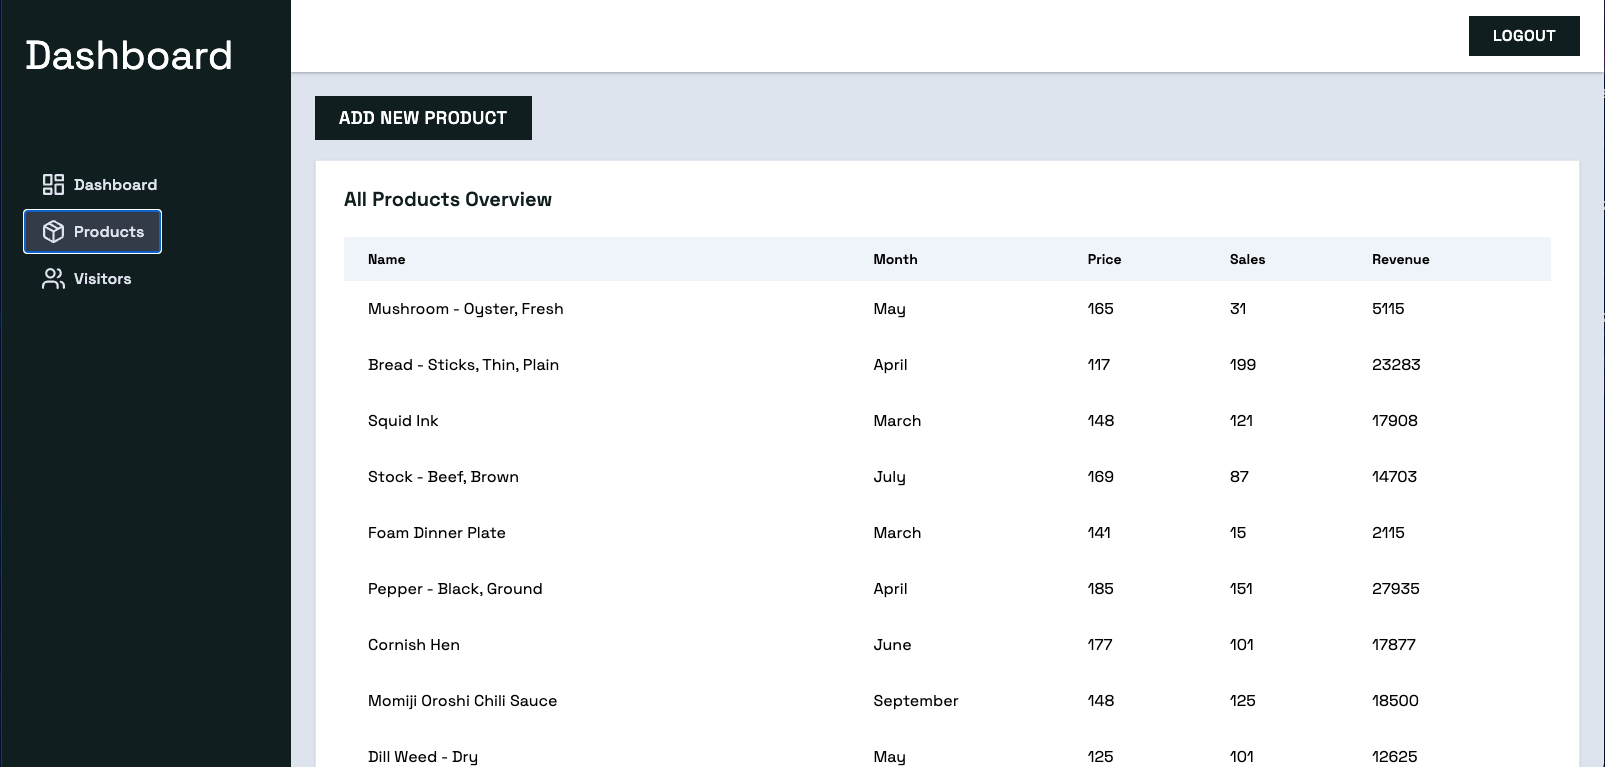 Dashboard
LOGOUT
Dashboard
Products
Visitors
ADD NEW PRODUCT
All Products Overview
Name Month Price Sales Revenue
Mushroom - Oyster, Fresh May 165 31 5115
Bread - Sticks, Thin, Plain April 117 199 23283
Squid Ink March 148 121 17908
Stock - Beef, Brown July 169 87 14703
Foam Dinner Plate March 141 15 2115
Pepper - Black, Ground April 185 151 27935
Cornish Hen June 177 101 17877
Momiji Oroshi Chili Sauce September 148 125 18500
Dill Weed - Dry May 125 101 12625